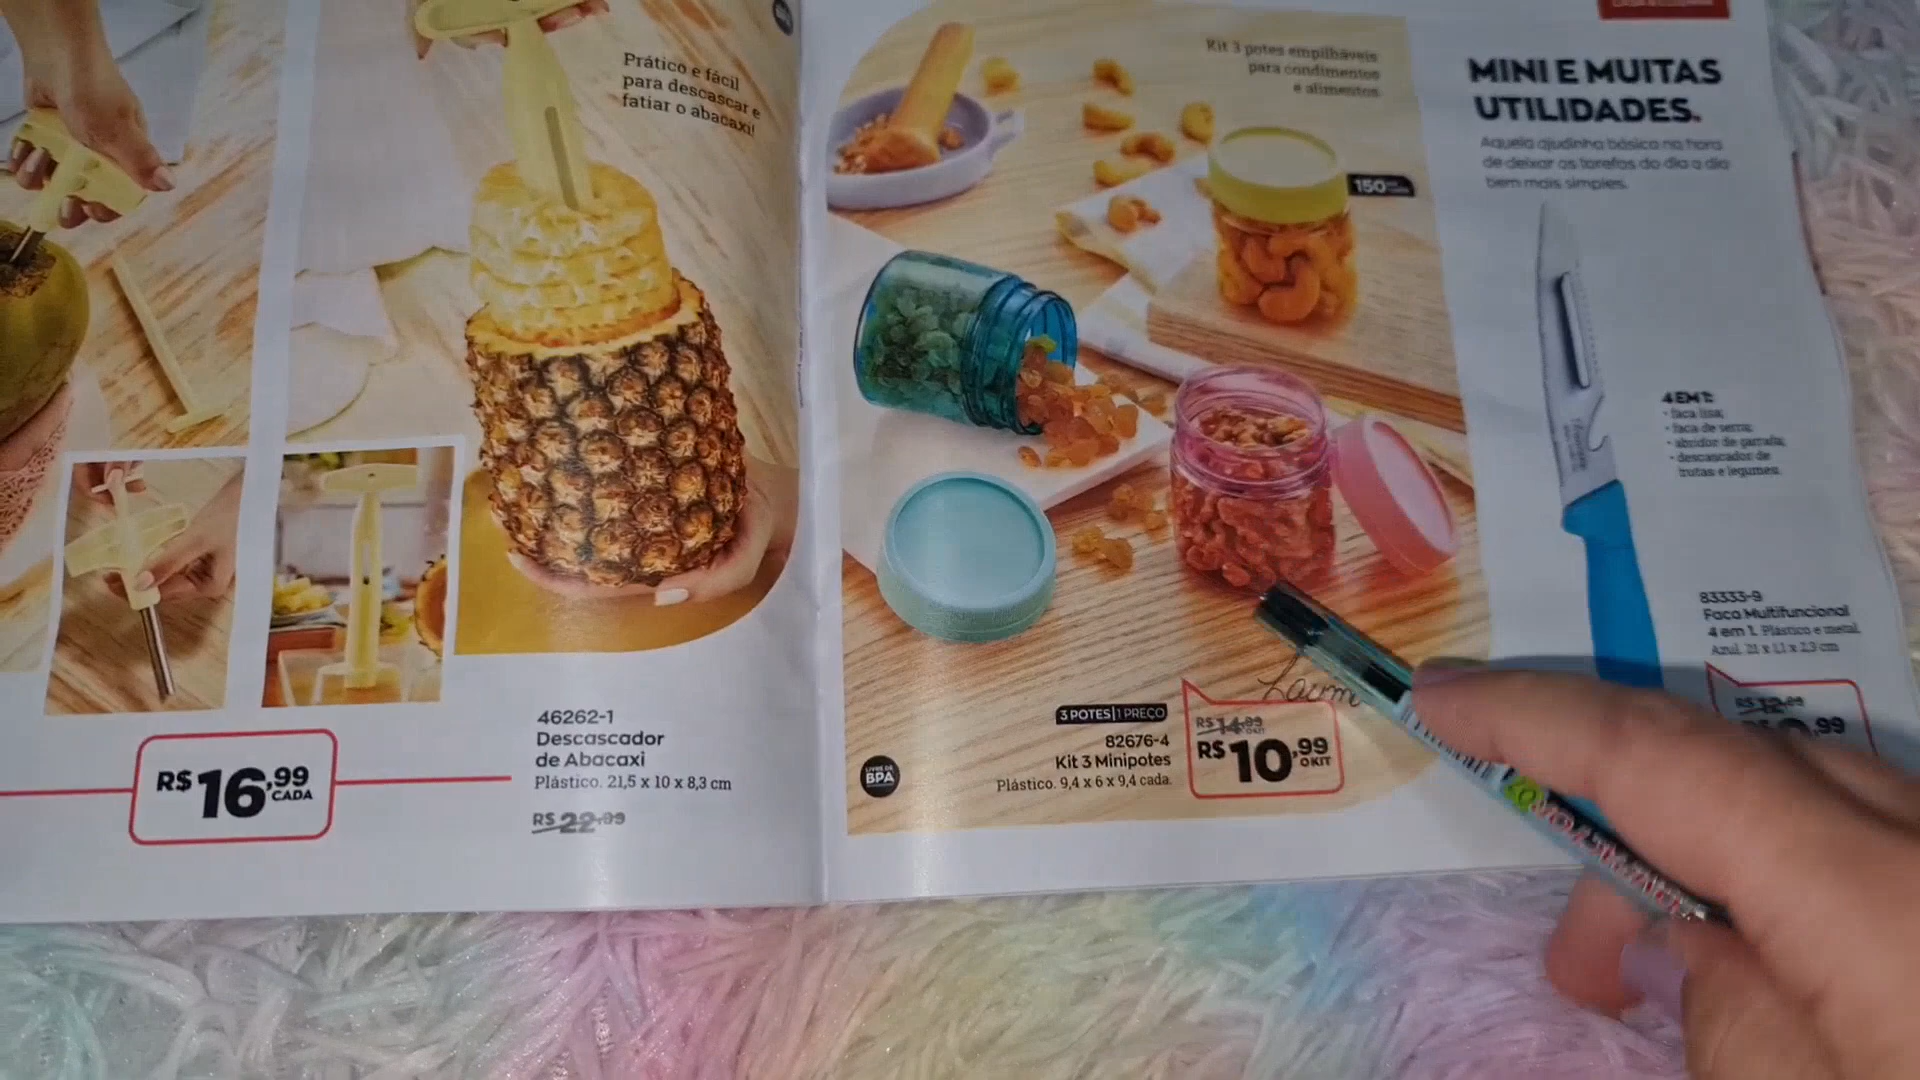 Prático e fácil
para descascar e
fatiar o abacaxi!
R$ 16,99
CADA
46262-1
Descascador
de Abacaxi
Plástico. 21,5 x 10 x 8,3 cm
R$ 22,99
Kit 3 potes empilháveis
para condimentos
e alimentos
150
LIVRE DE
BPA
3 POTES|1 PREÇO
82676-4
Kit 3 Minipotes
Plástico. 9,4 x 6 x 9,4 cada.
R$ 14,99
O KIT
R$ 10,99
O KIT
MINI E MUITAS
UTILIDADES.
Aquela ajudinha básica na hora
de deixar as tarefas do dia a dia
bem mais simples.
4 EM 1:
• faca lisa;
• faca de serra;
• abridor de garrafa;
• descascador de
frutas e legumes.
83333-9
Faca Multifuncional
4 em 1. Plástico e metal.
Azul. 21 x 1,1 x 2,3 cm
,99